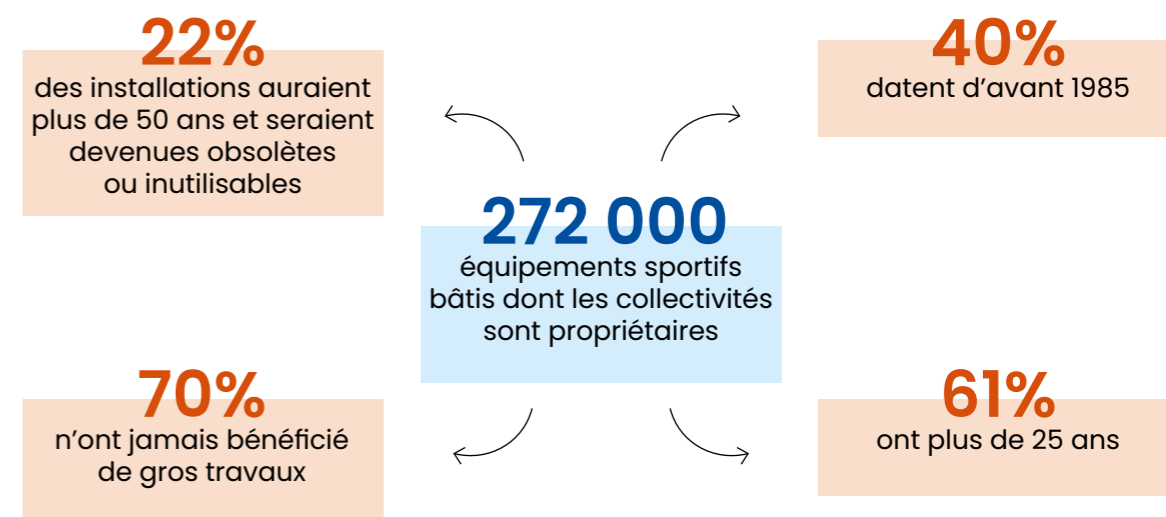 22%
des installations auraient
plus de 50 ans et seraient
devenues obsolètes
ou inutilisables
40%
datent d'avant 1985
272 000
équipements sportifs
bâtis dont les collectivités
sont propriétaires
70%
n'ont jamais bénéficié
de gros travaux
61%
ont plus de 25 ans